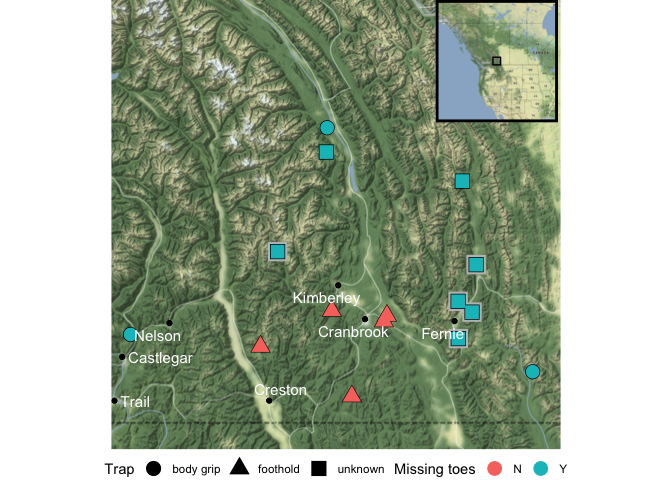 Kimberley
Cranbrook
Fernie
Nelson
Castlegar
Creston
Trail
Trap body grip foothold unknown Missing toes N Y